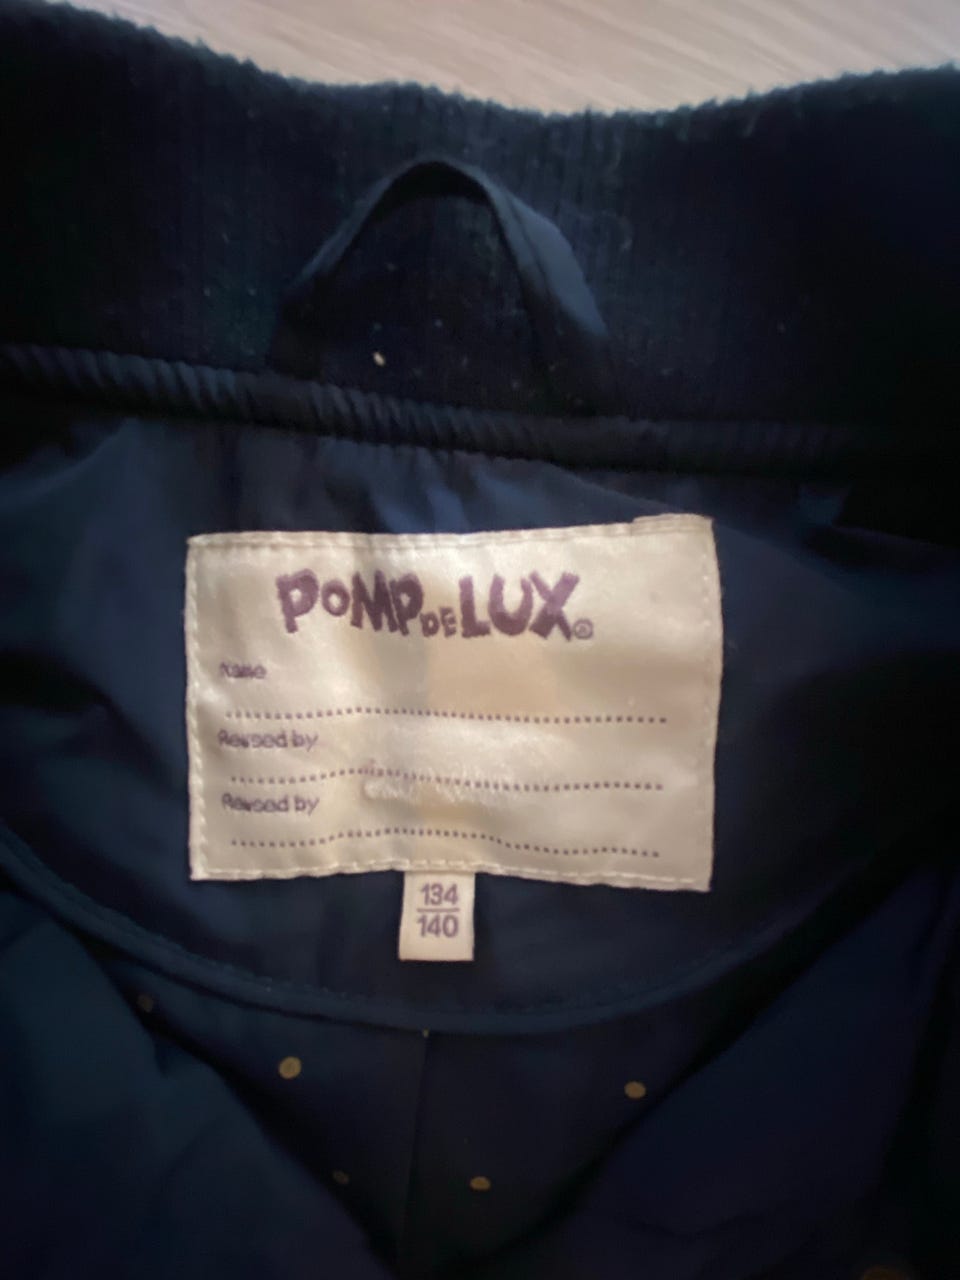 POMPDELUX®
Name
Reused by
Reused by
134
140